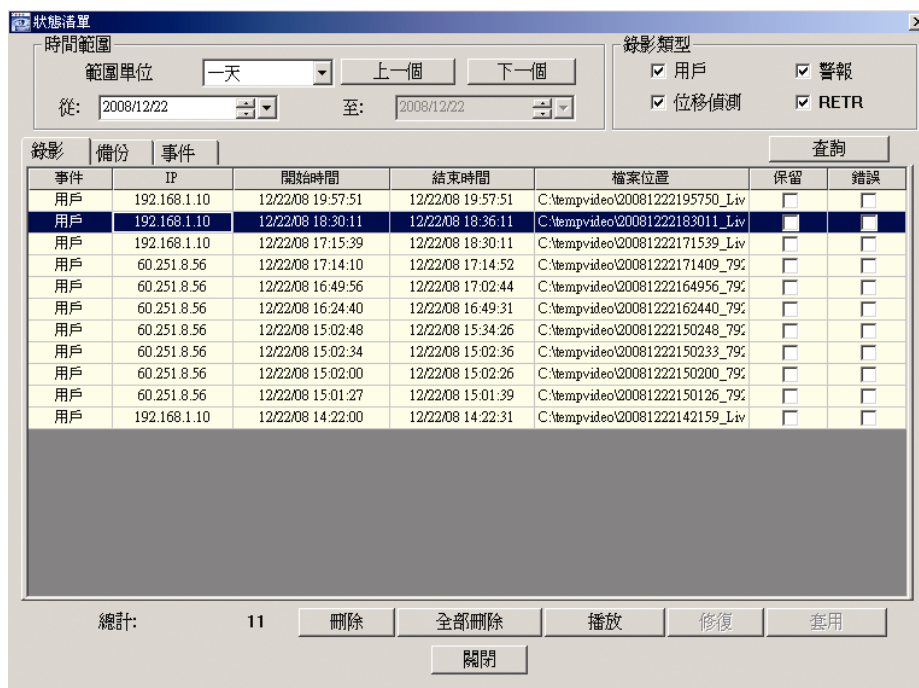 狀態清單
時間範圍
範圍單位 一天 上一個 下一個
從: 2008/12/22 至: 2008/12/22
錄影類型
用戶 警報
位移偵測 RETR
錄影 備份 事件 查詢
事件 IP 開始時間 結束時間 檔案位置 保留 錯誤
用戶 192.168.1.10 12/22/08 19:57:51 12/22/08 19:57:51 C:\tempvideo\20081222195750_Liv
用戶 192.168.1.10 12/22/08 18:30:11 12/22/08 18:36:11 C:\tempvideo\20081222183011_Liv
用戶 192.168.1.10 12/22/08 17:15:39 12/22/08 18:30:11 C:\tempvideo\20081222171539_Liv
用戶 60.251.8.56 12/22/08 17:14:10 12/22/08 17:14:52 C:\tempvideo\20081222171409_792
用戶 60.251.8.56 12/22/08 16:49:56 12/22/08 17:02:44 C:\tempvideo\20081222164956_792
用戶 60.251.8.56 12/22/08 16:24:40 12/22/08 16:49:31 C:\tempvideo\20081222162440_792
用戶 60.251.8.56 12/22/08 15:02:48 12/22/08 15:34:26 C:\tempvideo\20081222150248_792
用戶 60.251.8.56 12/22/08 15:02:34 12/22/08 15:02:36 C:\tempvideo\20081222150233_792
用戶 60.251.8.56 12/22/08 15:02:00 12/22/08 15:02:26 C:\tempvideo\20081222150200_792
用戶 60.251.8.56 12/22/08 15:01:27 12/22/08 15:01:39 C:\tempvideo\20081222150126_792
用戶 192.168.1.10 12/22/08 14:22:00 12/22/08 14:22:31 C:\tempvideo\20081222142159_Liv
總計: 11 刪除 全部刪除 播放 修復 套用
關閉